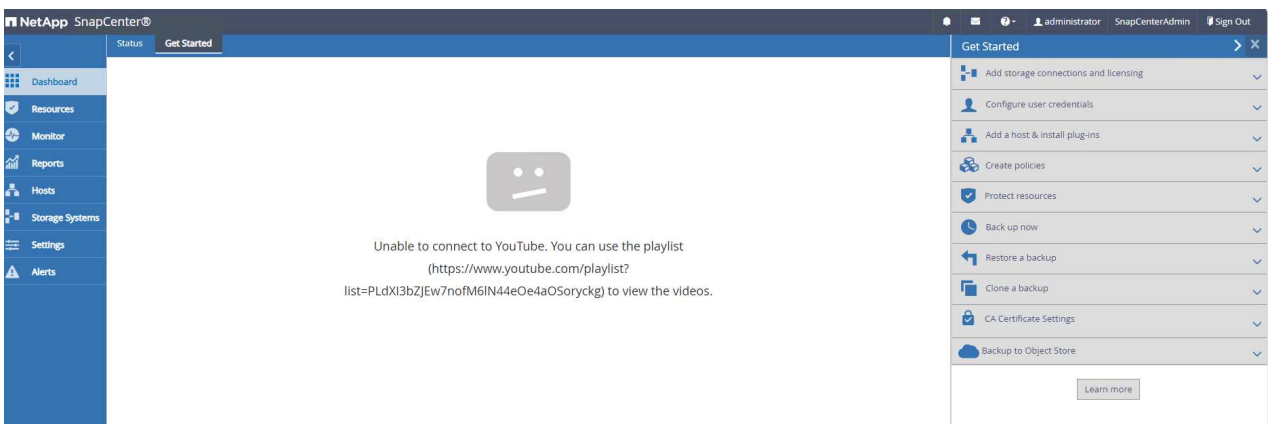 NetApp SnapCenter®
administrator SnapCenterAdmin Sign Out
Status Get Started
Dashboard
Resources
Monitor
Reports
Hosts
Storage Systems
Settings
Alerts
Unable to connect to YouTube. You can use the playlist
(https://www.youtube.com/playlist?
list=PLdXI3bZJEw7nofM6lN44eOe4aOSoryckg) to view the videos.
Get Started
Add storage connections and licensing
Configure user credentials
Add a host & install plug-ins
Create policies
Protect resources
Back up now
Restore a backup
Clone a backup
CA Certificate Settings
Backup to Object Store
Learn more